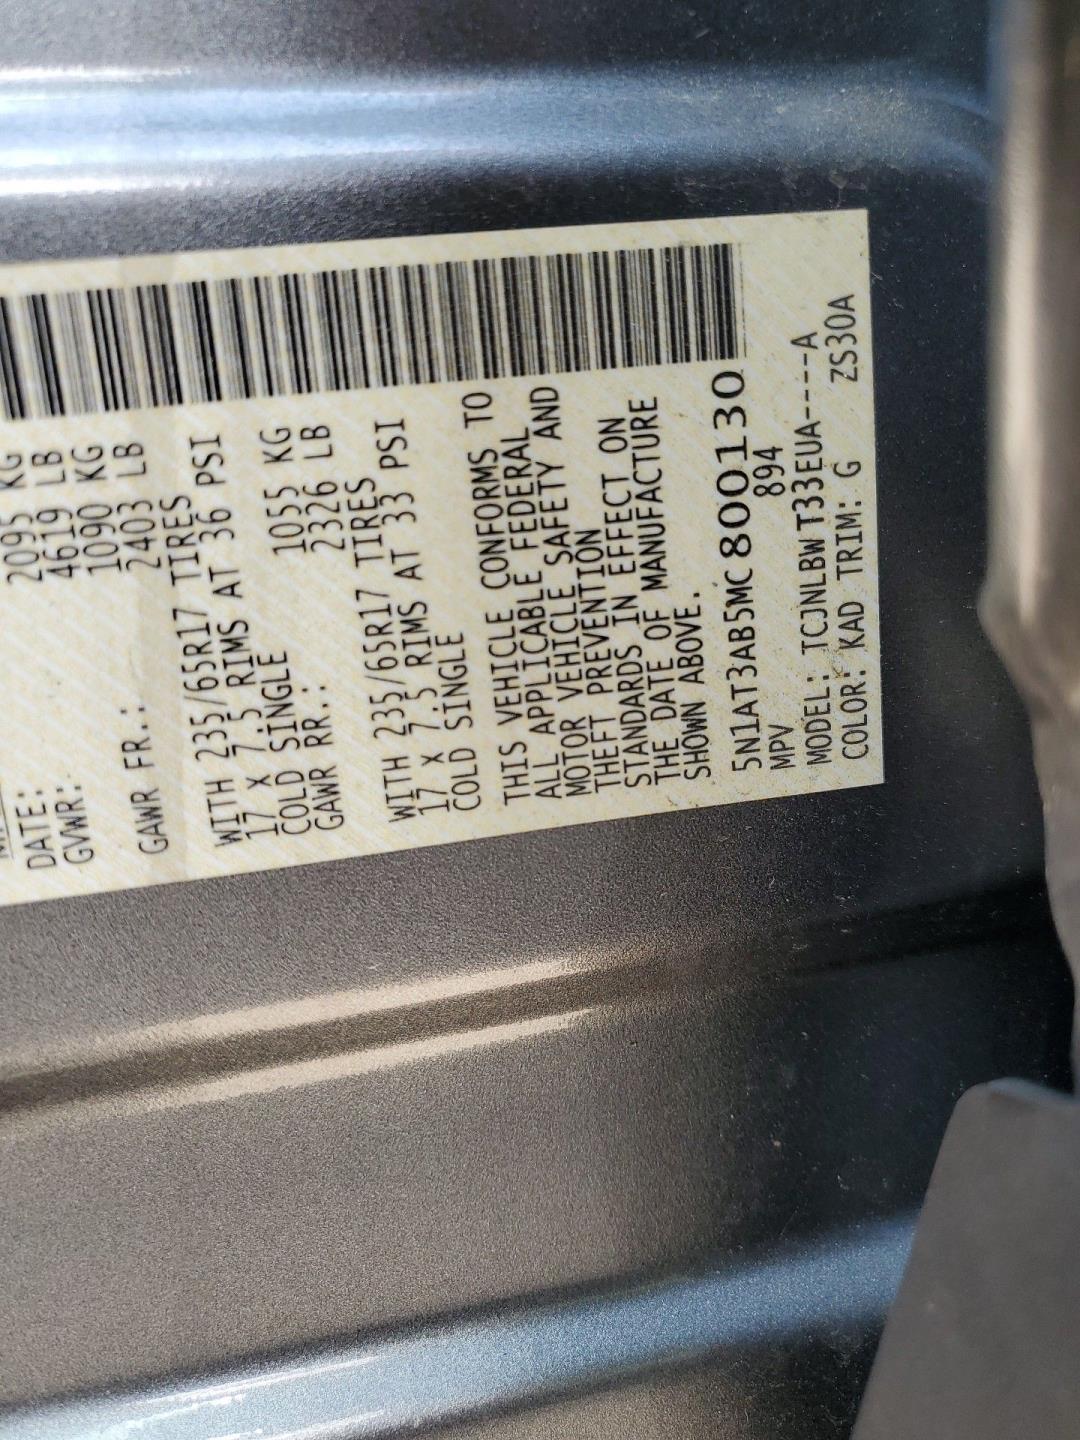 DATE:
GVWR: 2095 KG
4619 LB
GAWR FR.: 1090 KG
2403 LB
WITH 235/65R17 TIRES
17 X 7.5 RIMS AT 36 PSI
COLD SINGLE
GAWR RR.: 1055 KG
2326 LB
WITH 235/65R17 TIRES
17 X 7.5 RIMS AT 33 PSI
COLD SINGLE
THIS VEHICLE CONFORMS TO
ALL APPLICABLE FEDERAL
MOTOR VEHICLE SAFETY AND
THEFT PREVENTION
STANDARDS IN EFFECT ON
THE DATE OF MANUFACTURE
SHOWN ABOVE.
5N1AT3AB5MC800130
MPV 894
MODEL: TCJNLBW T33EUA----A
COLOR: KAD TRIM: G ZS30A